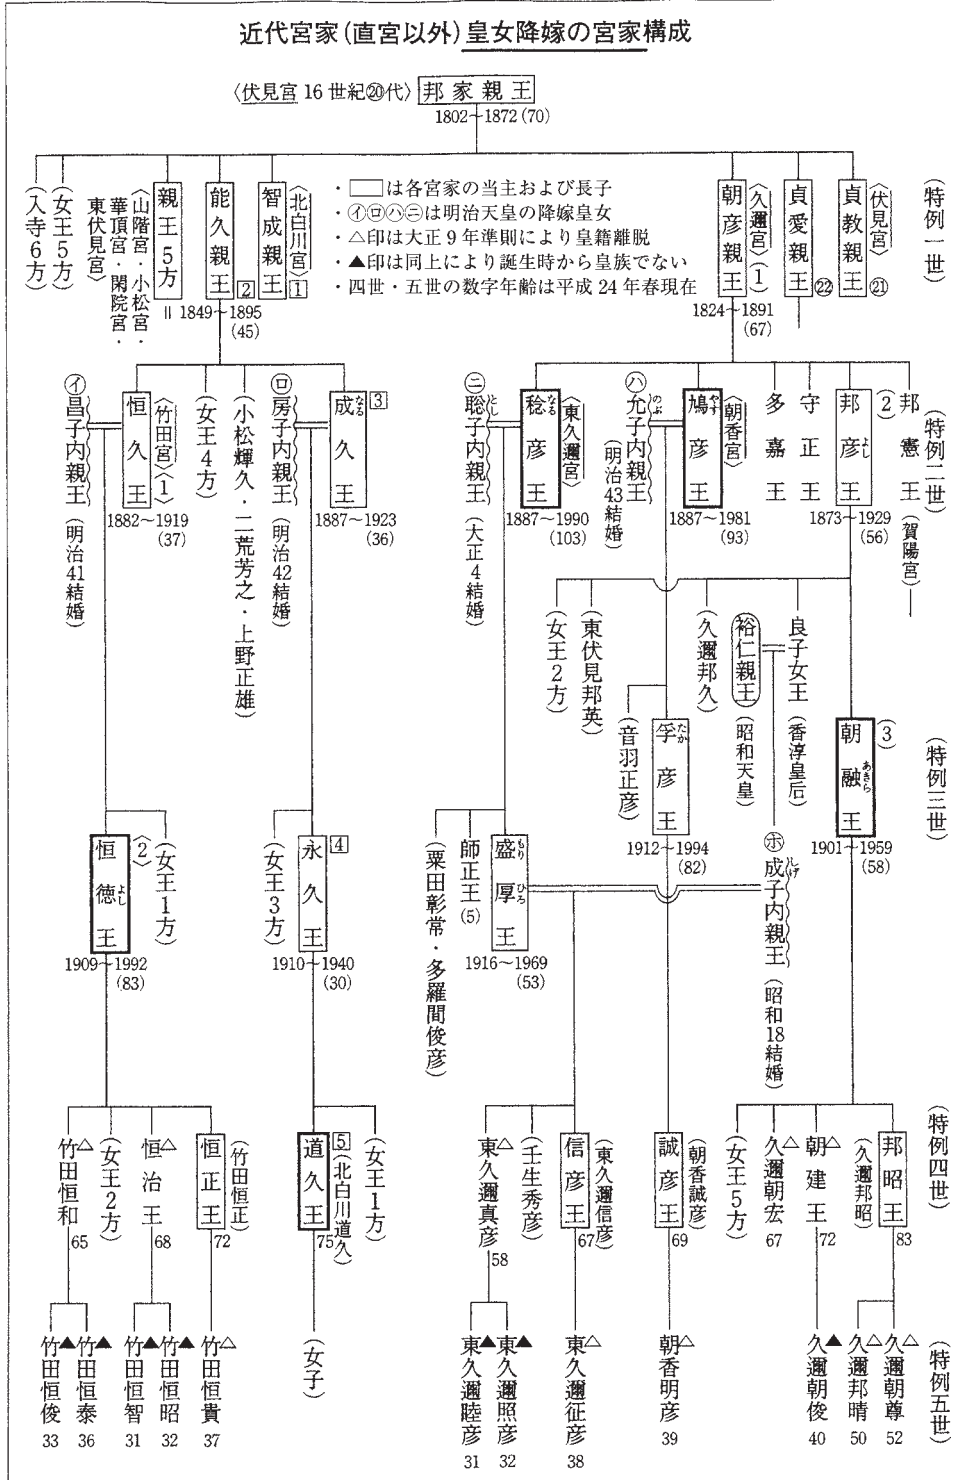 近代宮家(直宮以外)皇女降嫁の宮家構成
〈伏見宮 16世紀⑳代〉邦家親王
1802～1872(70)
・□は各宮家の当主および長子
・㋑㋺㋩㋥は明治天皇の降嫁皇女
・△印は大正9年準則により皇籍離脱
・▲印は同上により誕生時から皇族でない
・四世・五世の数字年齢は平成24年春現在
(特例一世)
〈伏見宮〉
貞教親王 ㉑
貞愛親王 ㉒
〈久邇宮〉(1)
朝彦親王
1824～1891
(67)
〈北白川宮〉
智成親王 1
能久親王 2
1849～1895
(45)
親王5方
〈山階宮・小松宮・
華頂宮・閑院宮・
東伏見宮〉
(女王5方)
(入寺6方)
(特例二世)
邦憲王(賀陽宮)
(2)
邦彦王
よし
1873～1929
(56)
守正王
多嘉王
〈朝香宮〉
鳩彦王
やす
1887～1981
(93)
㋩允子内親王
のぶ
(明治43結婚)
〈東久邇宮〉
稔彦王
なる
1887～1990
(103)
㋥聡子内親王
とし
(大正4結婚)
3
成久王
なる
1887～1923
(36)
㋺房子内親王
(明治42結婚)
(小松輝久・二荒芳之・上野正雄)
(女王4方)
〈竹田宮〉(1)
恒久王
1882～1919
(37)
㋑昌子内親王
(明治41結婚)
(特例三世)
(3)
朝融王
あきら
1901～1959
(58)
良子女王
(香淳皇后)
裕仁親王
(昭和天皇)
(久邇邦久)
(東伏見邦英)
(女王2方)
孚彦王
たか
1912～1994
(82)
(音羽正彦)
㋭成子内親王
しげ
(昭和18結婚)
盛厚王
もり ひろ
1916～1969
(53)
師正王(5)
(粟田彰常・多羅間俊彦)
4
永久王
1910～1940
(30)
(女王3方)
(女王1方)
〈2〉
恒徳王
よし
1909～1992
(83)
(特例四世)
邦昭王 83
(久邇邦昭)
朝建王△ 72
久邇朝宏△ 67
(女王5方)
(朝香誠彦)
誠彦王 69
(東久邇信彦)
信彦王 67
(壬生秀彦)
東久邇真彦△ 58
(女王1方)
5(北白川道久)
道久王 75
(竹田恒正)
恒正王 72
恒治王△ 68
(女王2方)
竹田恒和△ 65
(特例五世)
久邇朝尊△ 52
久邇邦晴△ 50
久邇朝俊▲ 40
朝香明彦△ 39
東久邇征彦△ 38
東久邇照彦▲ 32
東久邇睦彦▲ 31
(女子)
竹田恒貴△ 37
竹田恒昭▲ 32
竹田恒智▲ 31
竹田恒泰▲ 36
竹田恒俊▲ 33